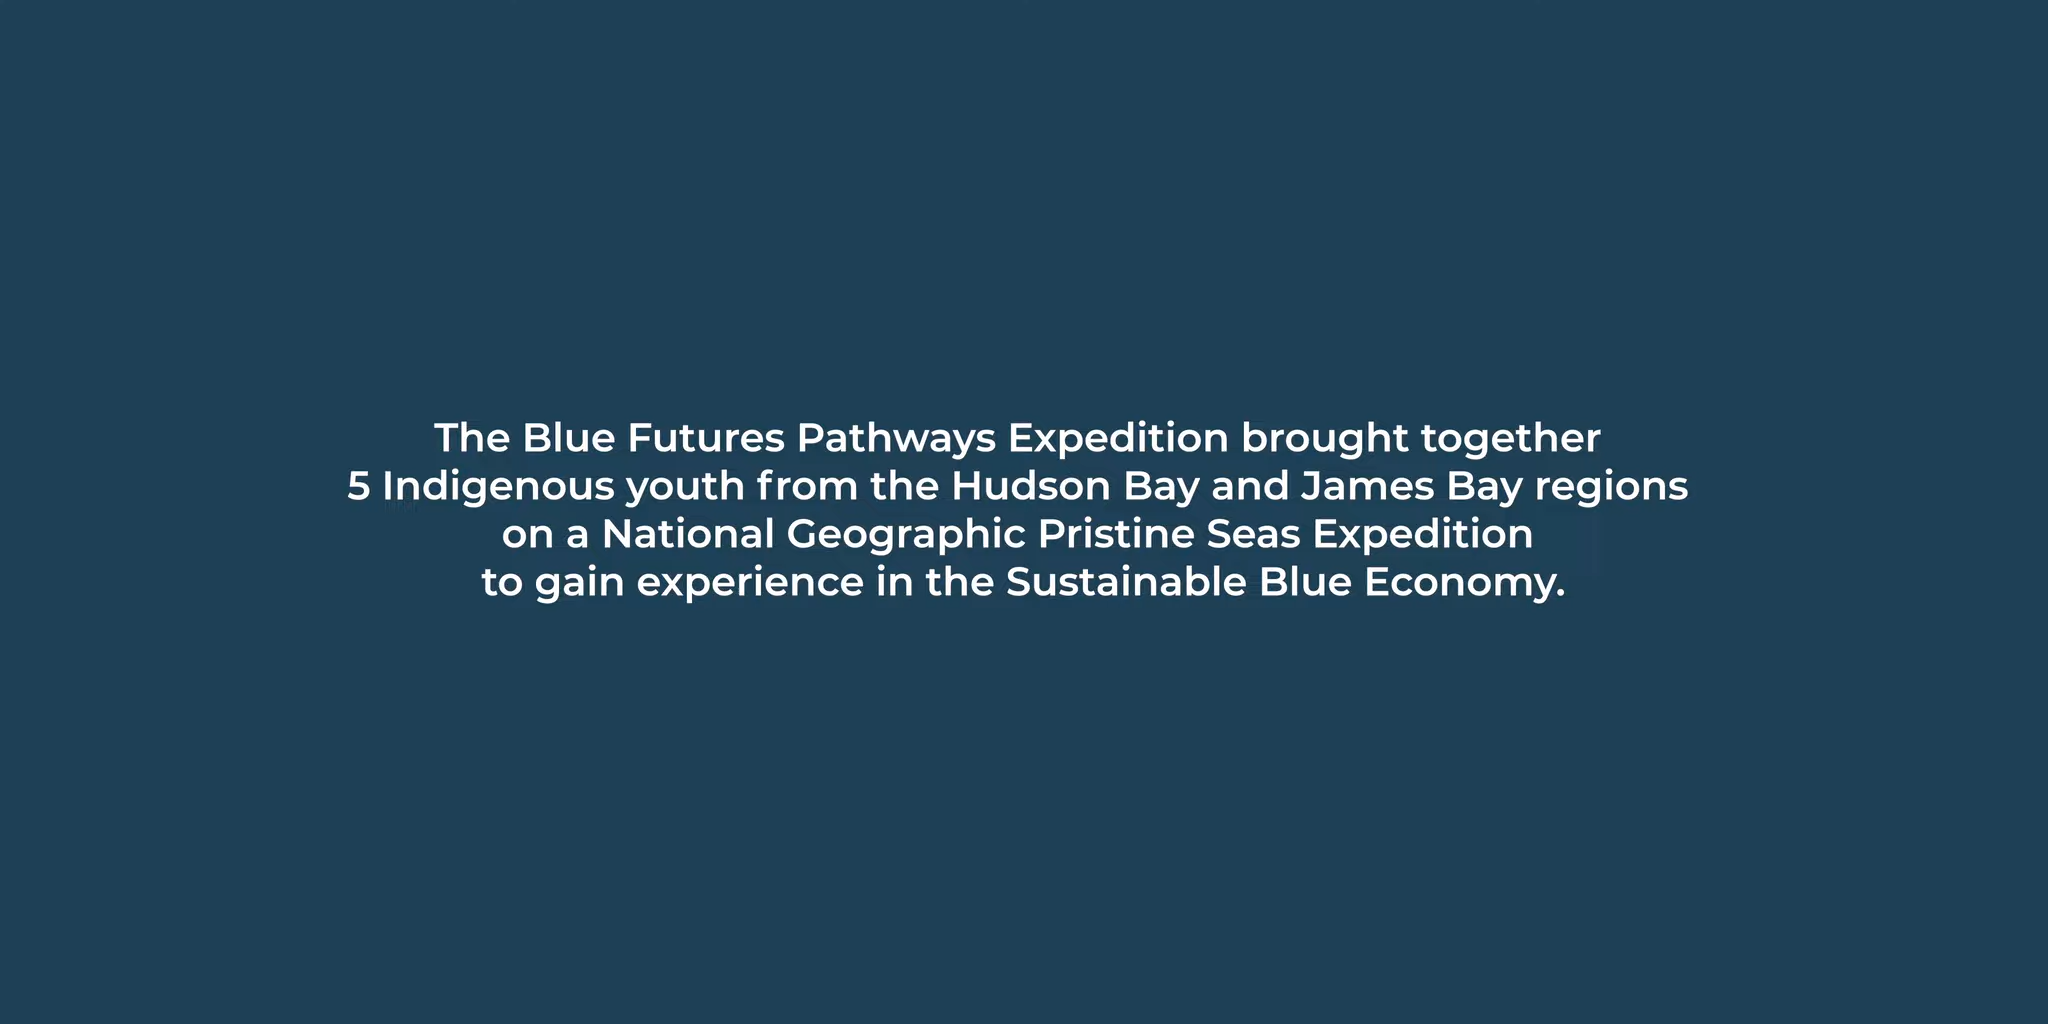 The Blue Futures Pathways Expedition brought together
5 Indigenous youth from the Hudson Bay and James Bay regions
on a National Geographic Pristine Seas Expedition
to gain experience in the Sustainable Blue Economy.